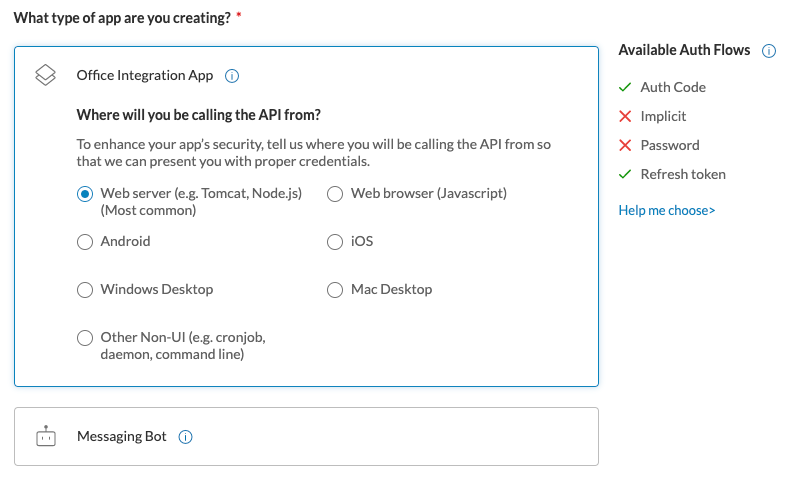 What type of app are you creating? *
Office Integration App
Where will you be calling the API from?
To enhance your app's security, tell us where you will be calling the API from so
that we can present you with proper credentials.
Web server (e.g. Tomcat, Node.js)
(Most common)
Web browser (Javascript)
Android
iOS
Windows Desktop
Mac Desktop
Other Non-UI (e.g. cronjob,
daemon, command line)
Messaging Bot
Available Auth Flows
Auth Code
Implicit
Password
Refresh token
Help me choose>